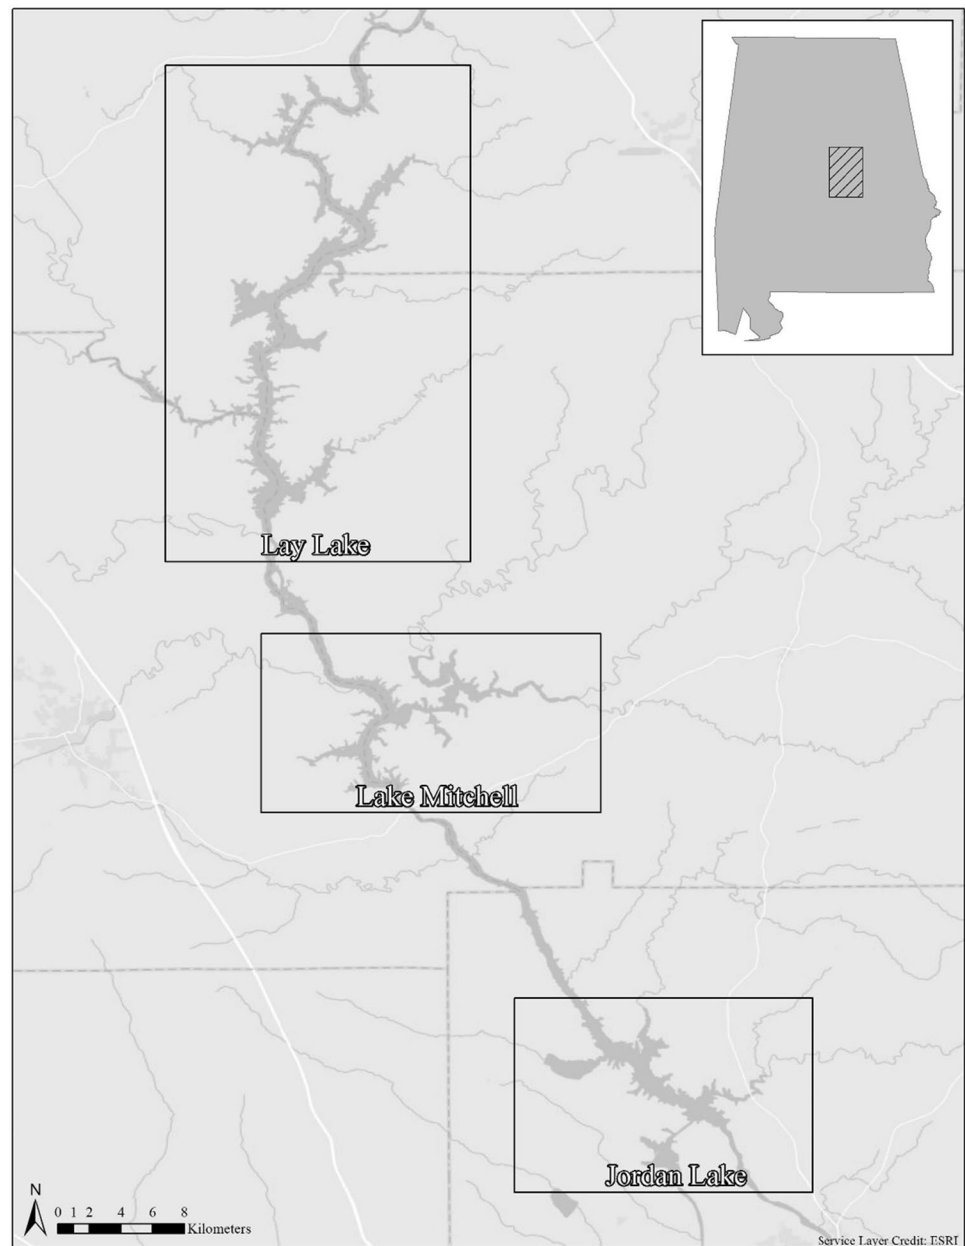 Lay Lake
Lake Mitchell
Jordan Lake
N
0 1 2 4 6 8
Kilometers
Service Layer Credit: ESRI